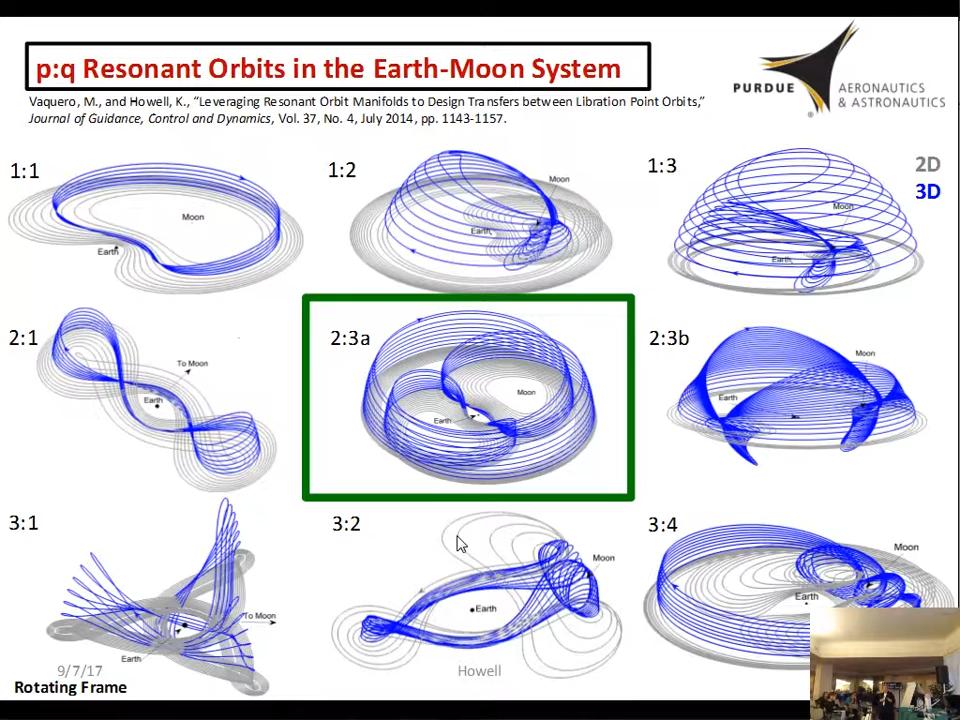 p:q Resonant Orbits in the Earth-Moon System
PURDUE
AERONAUTICS
& ASTRONAUTICS
®
Vaquero, M., and Howell, K., “Leveraging Resonant Orbit Manifolds to Design Transfers between Libration Point Orbits,”
Journal of Guidance, Control and Dynamics, Vol. 37, No. 4, July 2014, pp. 1143-1157.
1:1
Moon
Earth
1:2
Moon
Earth
1:3
Moon
Earth
2D
3D
2:1
To Moon
Earth
2:3a
Moon
Earth
2:3b
Moon
Earth
3:1
To Moon
Earth
3:2
Moon
Earth
3:4
Moon
Earth
9/7/17
Howell
Rotating Frame